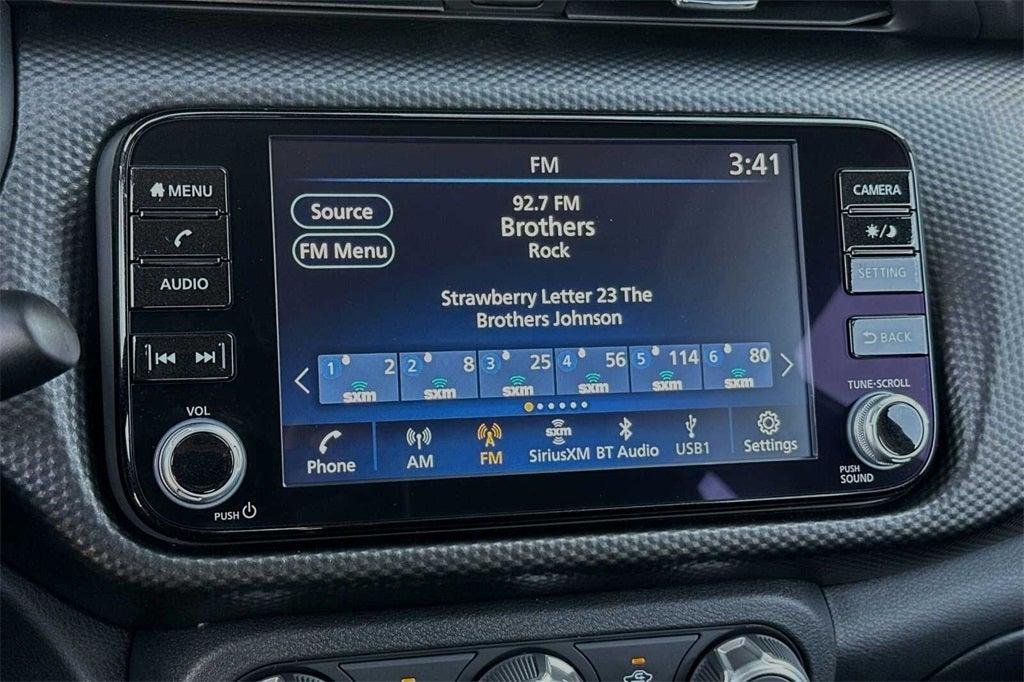 FM
3:41
MENU
AUDIO
VOL
PUSH
Source
FM Menu
92.7 FM
Brothers
Rock
Strawberry Letter 23 The
Brothers Johnson
1 2 sxm
2 8 sxm
3 25 sxm
4 56 sxm
5 114 sxm
6 80 sxm
Phone
AM
FM
sxm
SiriusXM
BT Audio
USB1
Settings
CAMERA
SETTING
BACK
TUNE·SCROLL
PUSH
SOUND